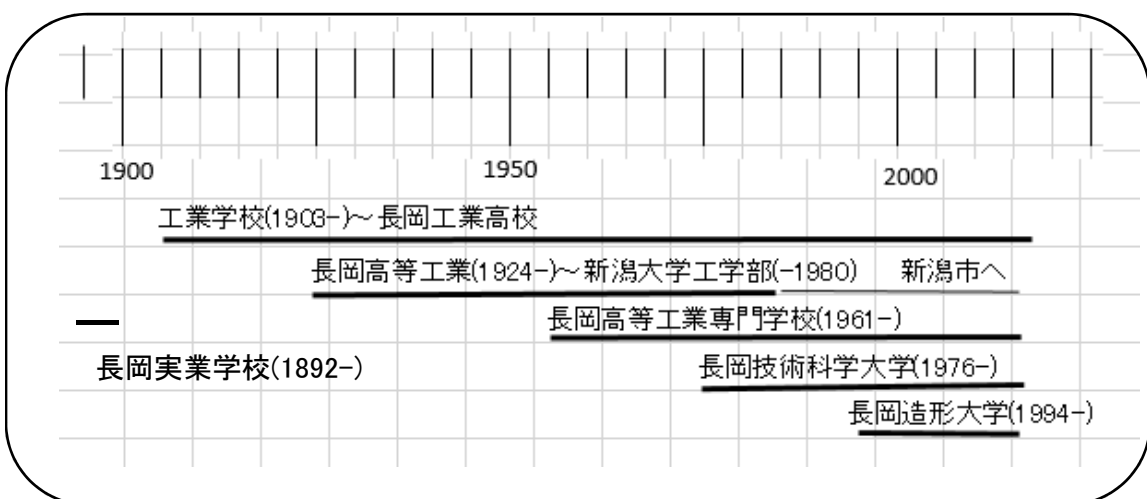 1900 1950 2000
工業学校(1903-)～長岡工業高校
長岡高等工業(1924-)～新潟大学工学部(-1980) 新潟市へ
長岡高等工業専門学校(1961-)
長岡実業学校(1892-)
長岡技術科学大学(1976-)
長岡造形大学(1994-)